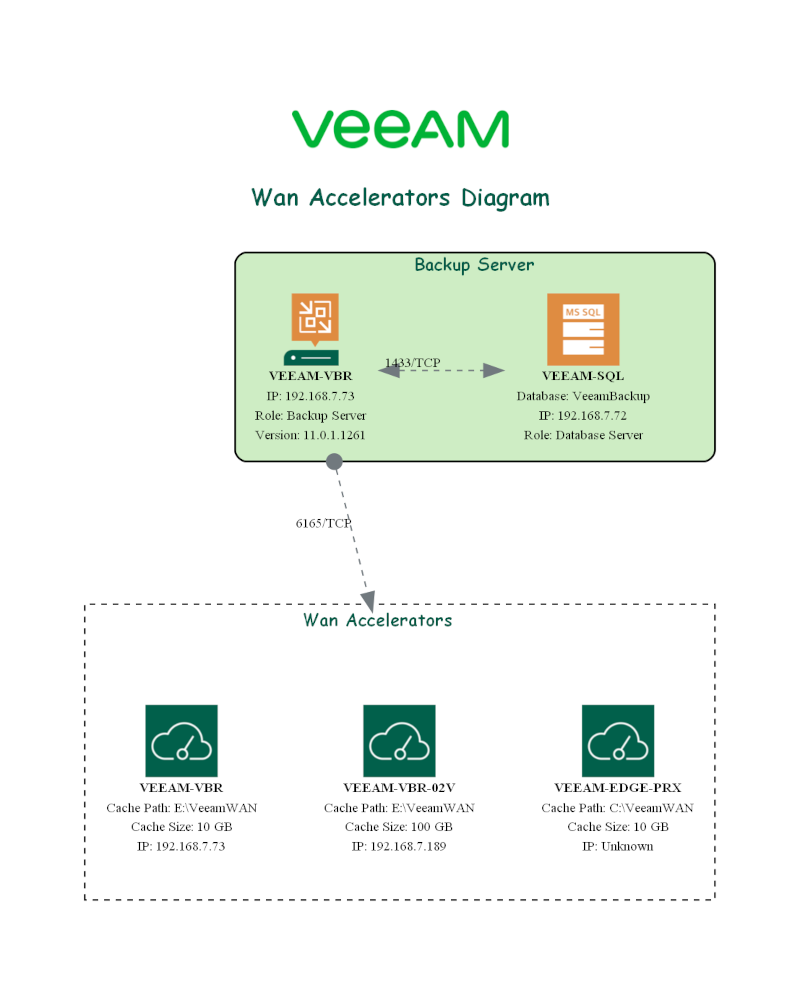 veeAM
Wan Accelerators Diagram
Backup Server
MS SQL
1433/TCP
VEEAM-VBR
IP: 192.168.7.73
Role: Backup Server
Version: 11.0.1.1261
VEEAM-SQL
Database: VeeamBackup
IP: 192.168.7.72
Role: Database Server
6165/TCP
Wan Accelerators
VEEAM-VBR
Cache Path: E:\VeeamWAN
Cache Size: 10 GB
IP: 192.168.7.73
VEEAM-VBR-02V
Cache Path: E:\VeeamWAN
Cache Size: 100 GB
IP: 192.168.7.189
VEEAM-EDGE-PRX
Cache Path: C:\VeeamWAN
Cache Size: 10 GB
IP: Unknown